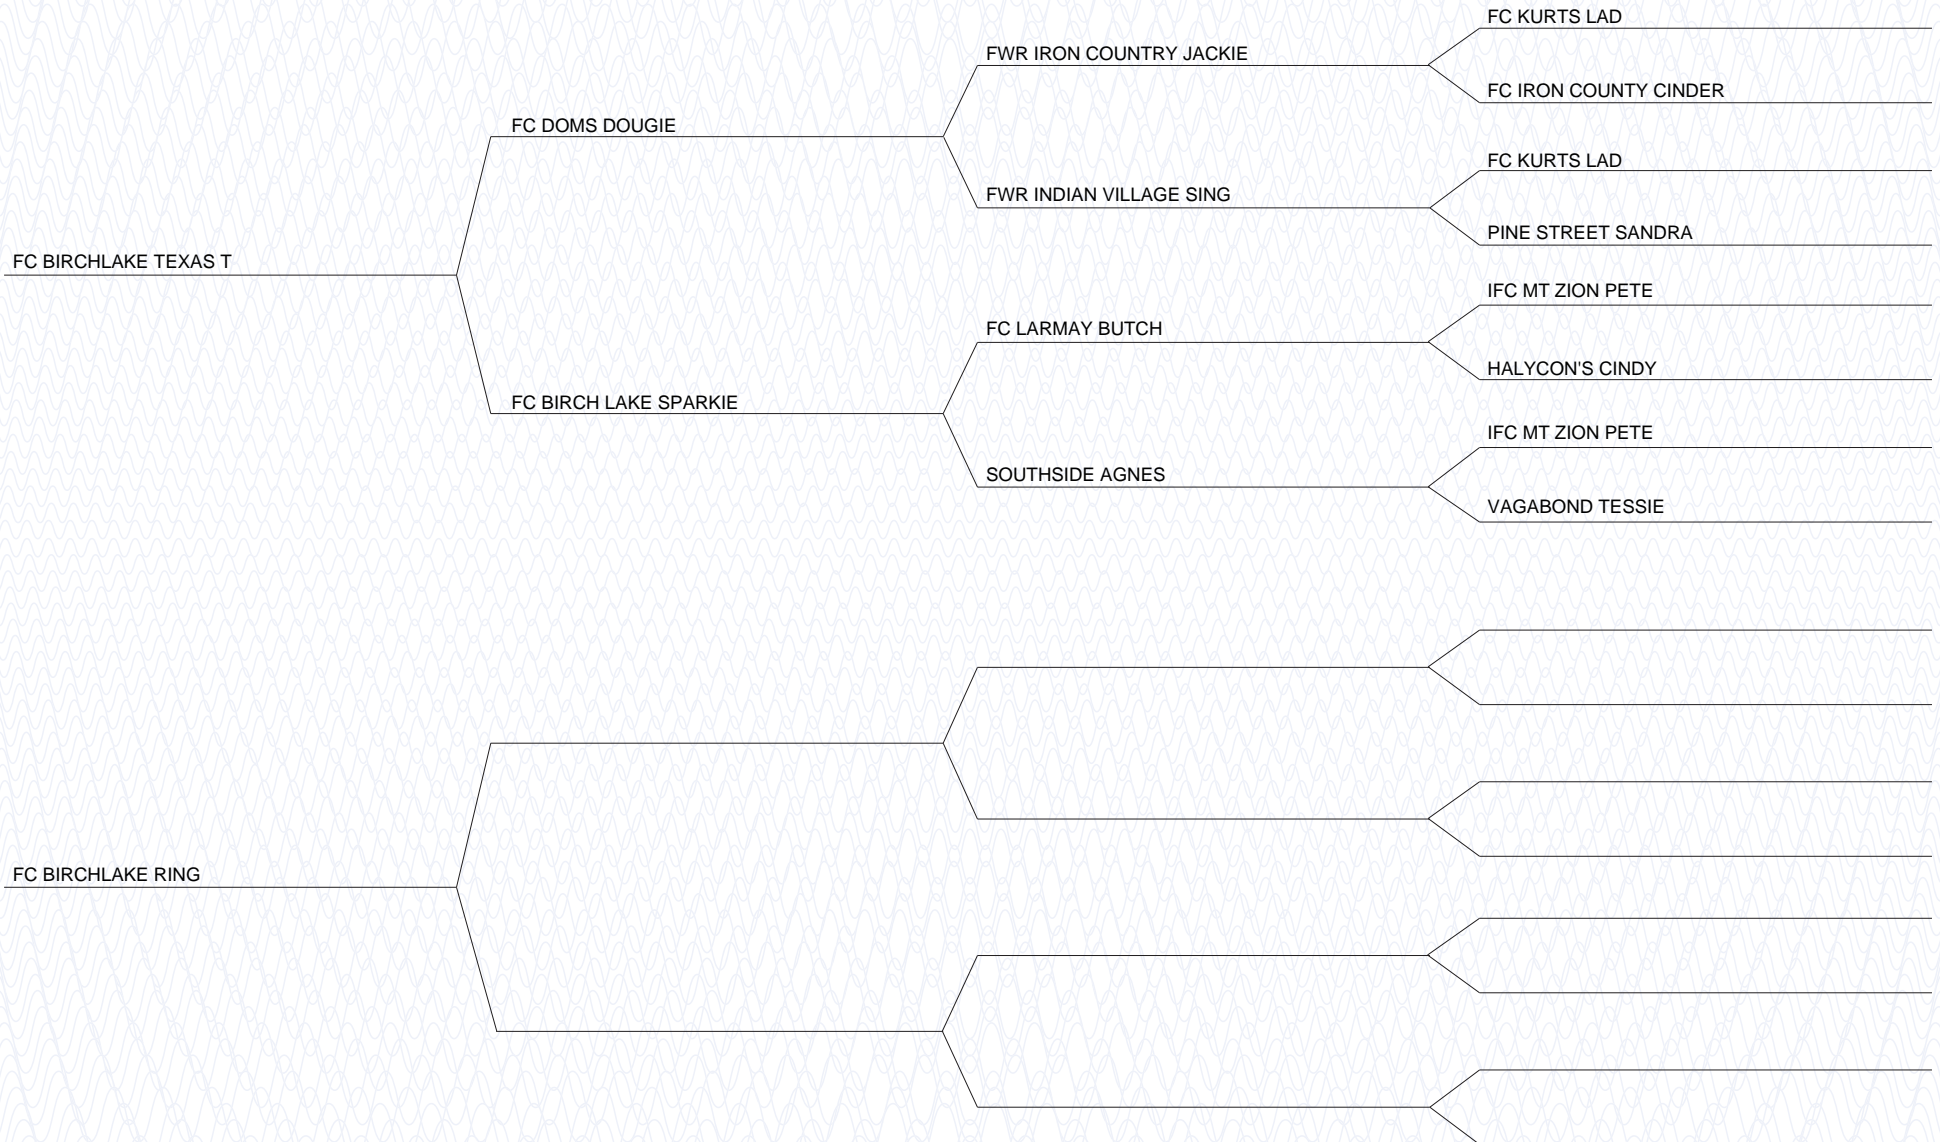 FC KURTS LAD
FWR IRON COUNTRY JACKIE
FC IRON COUNTY CINDER
FC DOMS DOUGIE
FC KURTS LAD
FWR INDIAN VILLAGE SING
PINE STREET SANDRA
FC BIRCHLAKE TEXAS T
IFC MT ZION PETE
FC LARMAY BUTCH
HALYCON'S CINDY
FC BIRCH LAKE SPARKIE
IFC MT ZION PETE
SOUTHSIDE AGNES
VAGABOND TESSIE
FC BIRCHLAKE RING